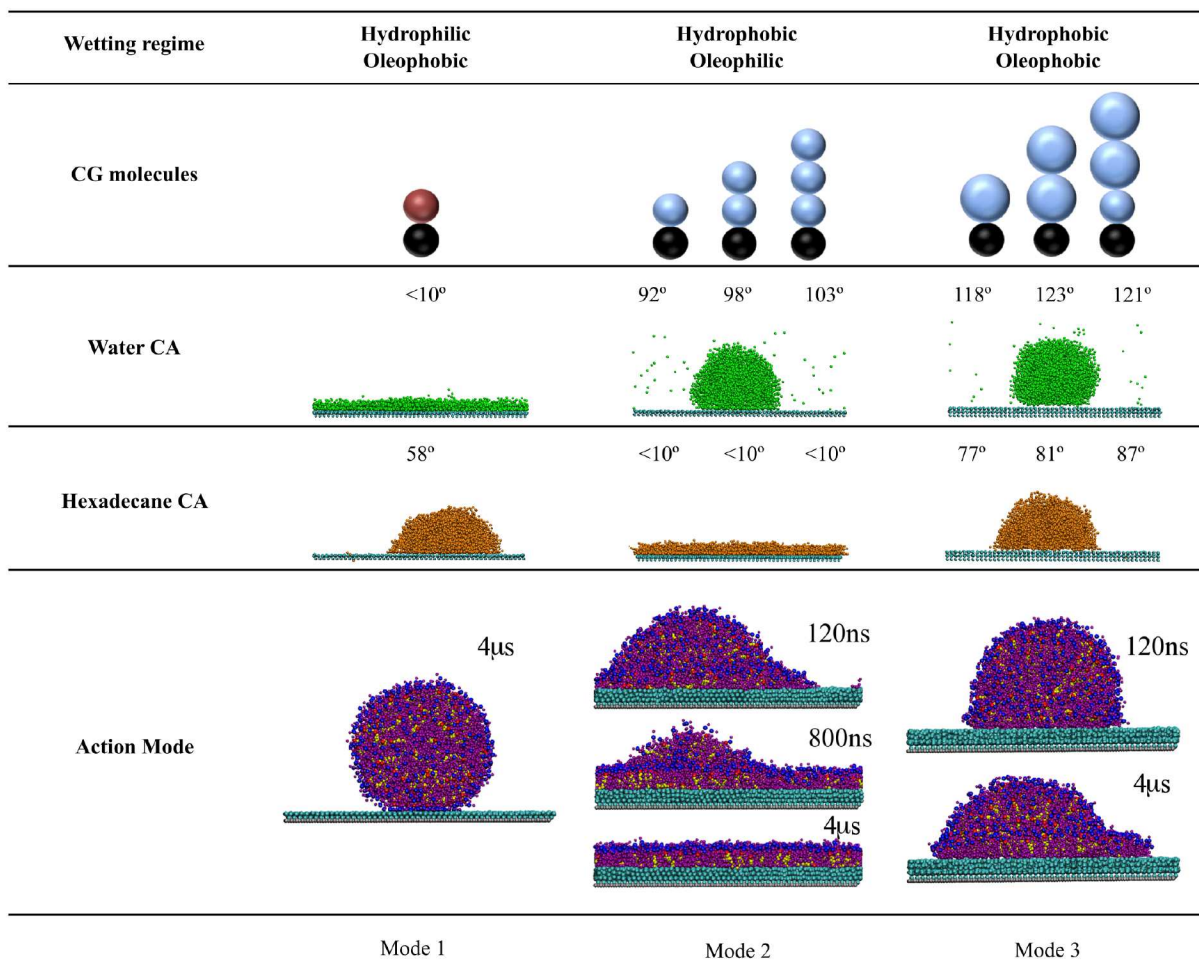 Wetting regime
Hydrophilic
Oleophobic
Hydrophobic
Oleophilic
Hydrophobic
Oleophobic
CG molecules
<10º
92º 98º 103º
118º 123º 121º
Water CA
58º
<10º <10º <10º
77º 81º 87º
Hexadecane CA
Action Mode
4μs
120ns
800ns
4μs
120ns
4μs
Mode 1
Mode 2
Mode 3